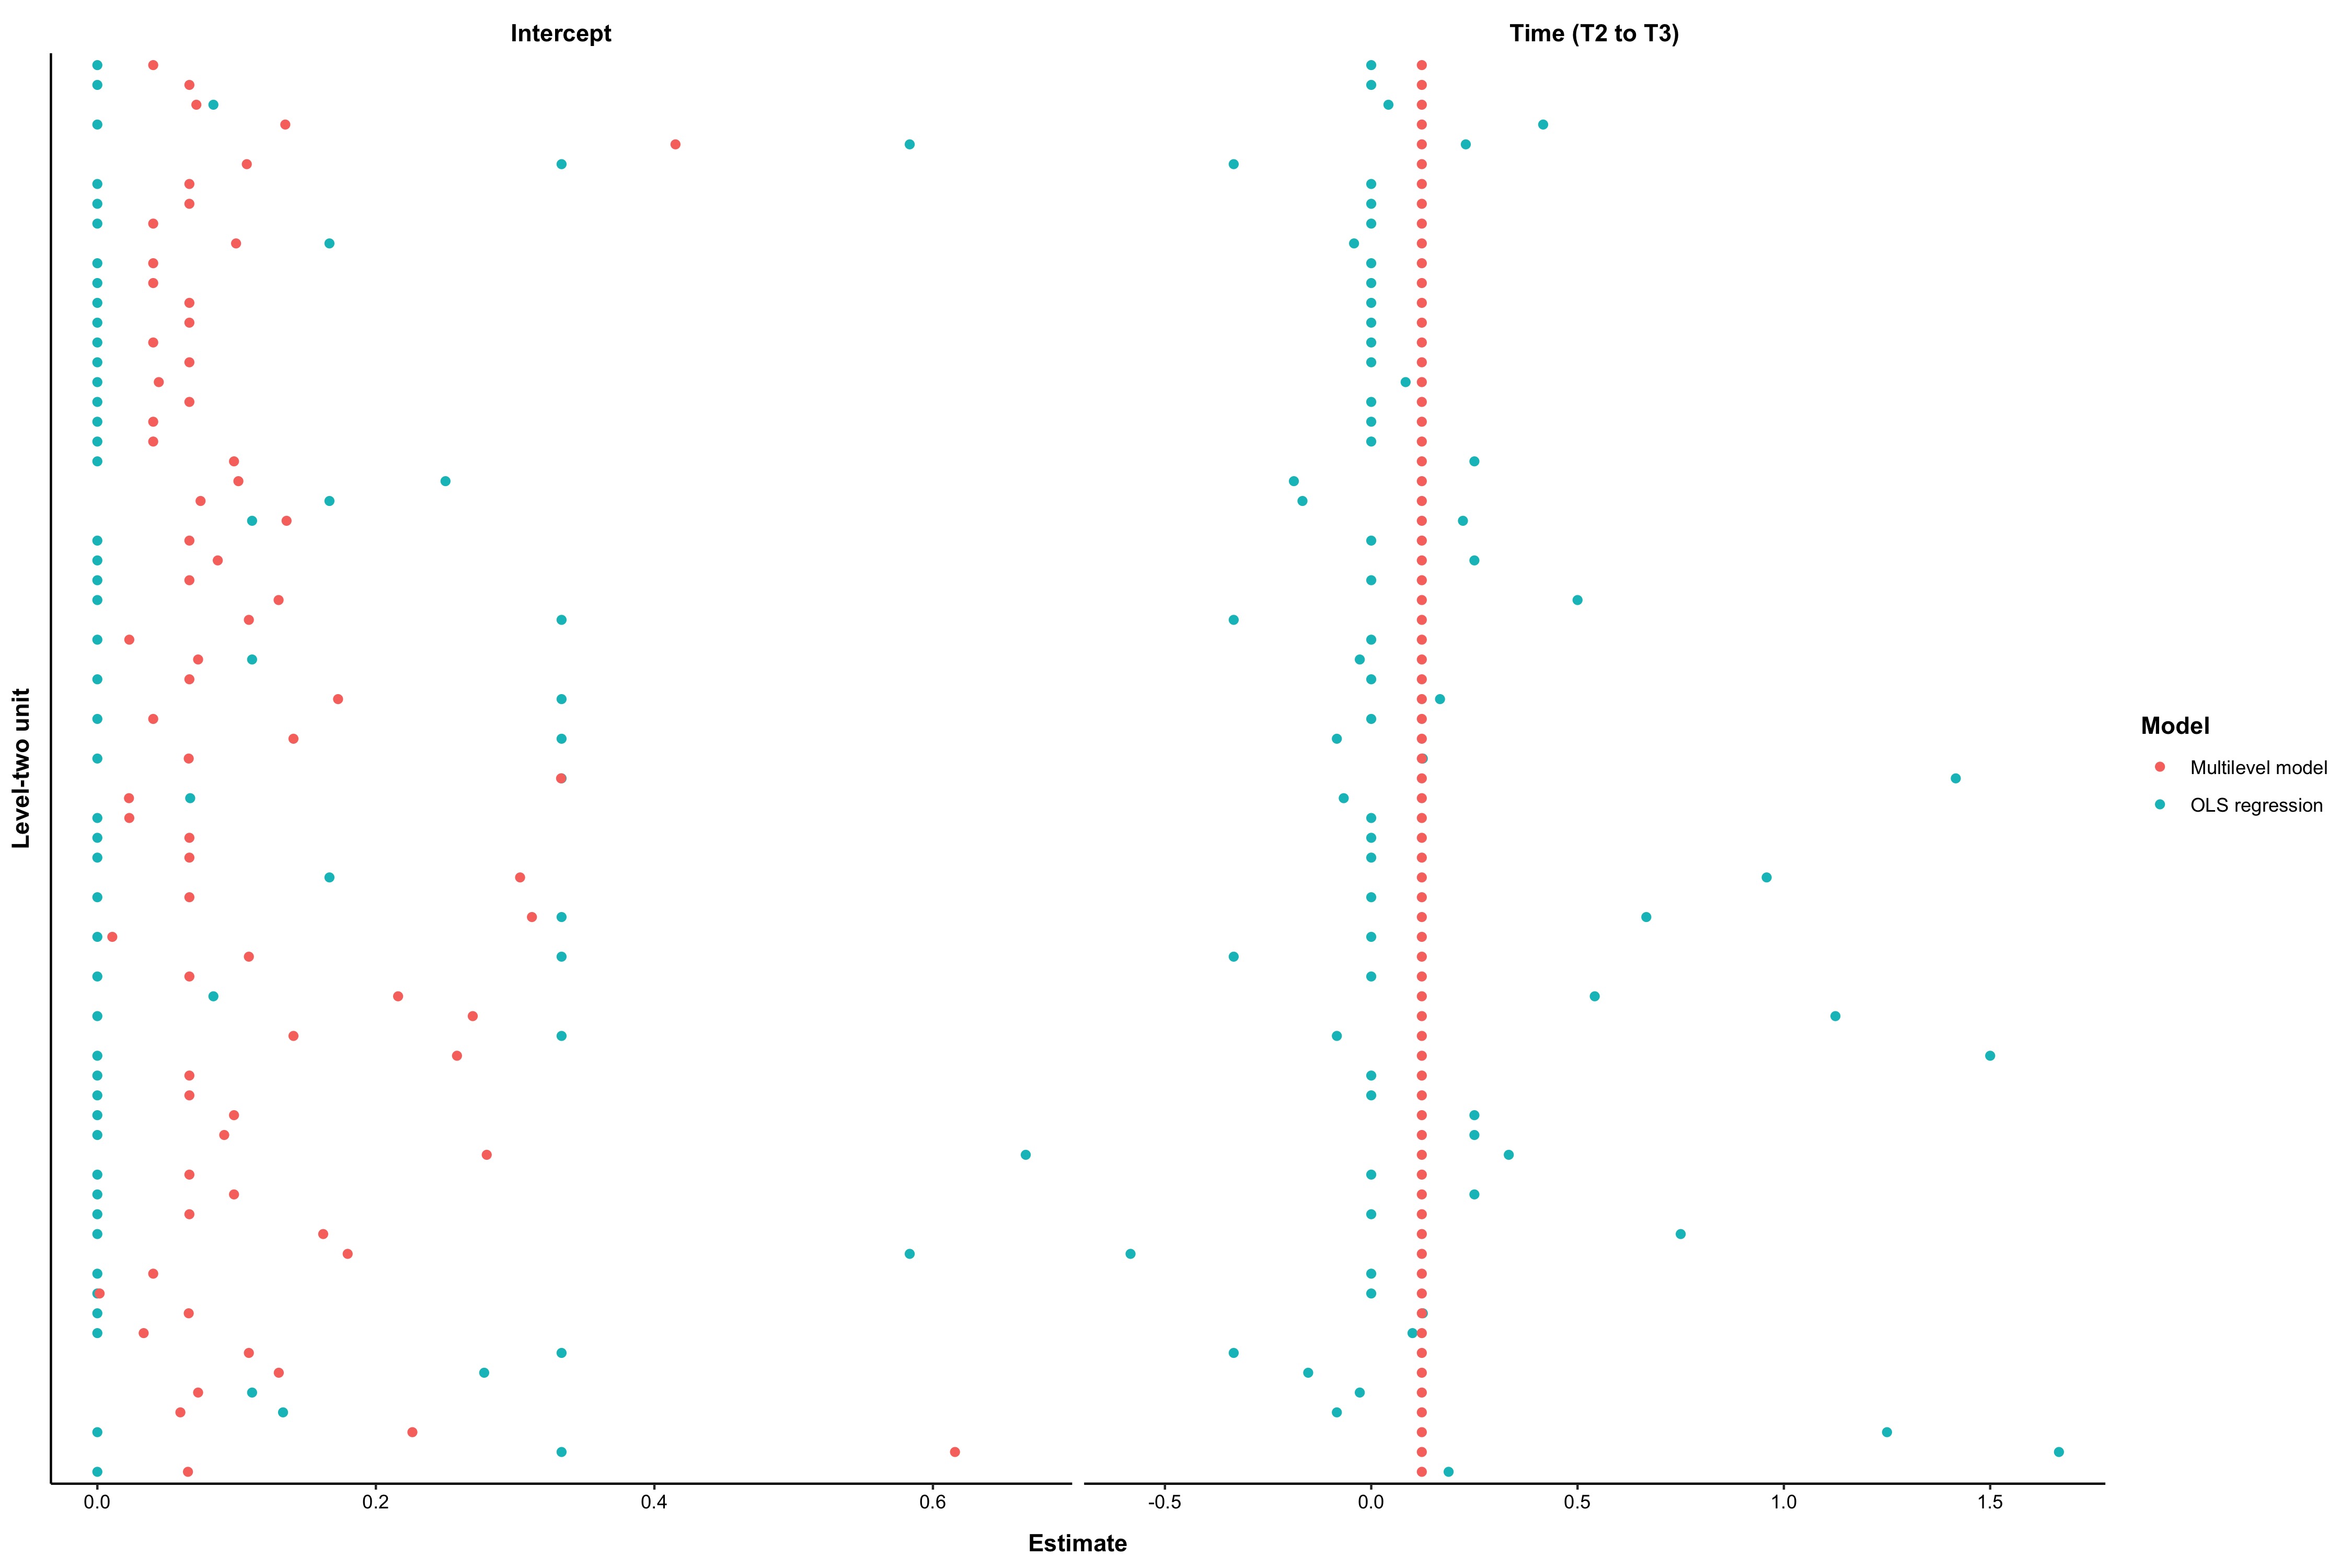 Intercept
Time (T2 to T3)
Level-two unit
Model
Multilevel model
OLS regression
0.0 0.2 0.4 0.6 -0.5 0.0 0.5 1.0 1.5
Estimate